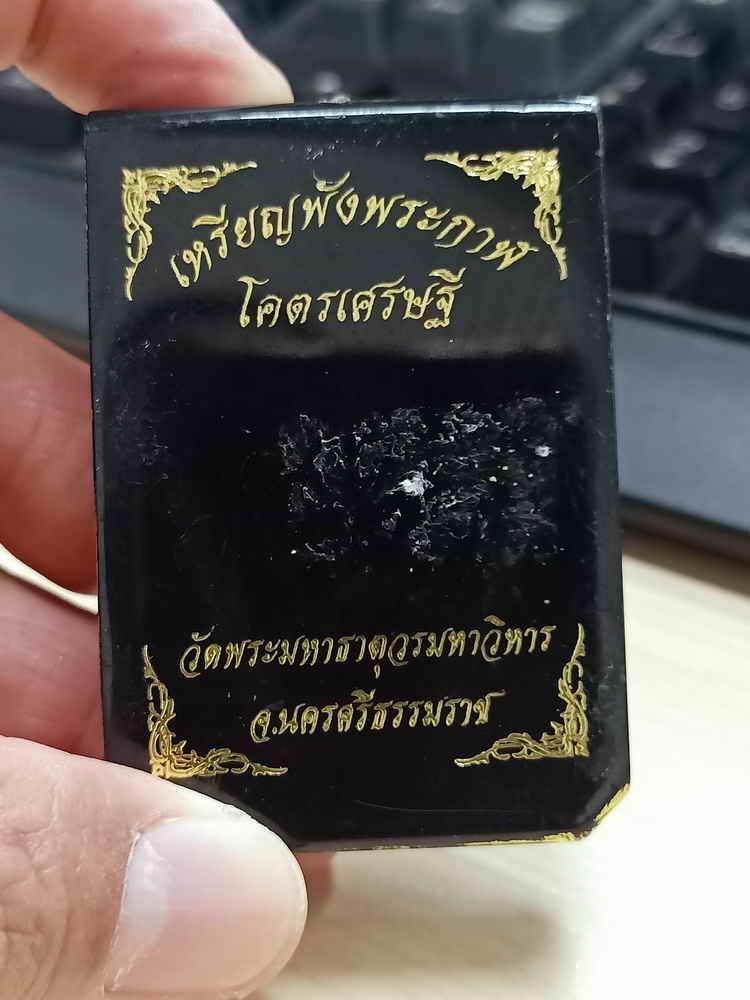 เหรียญพังพระกาฬ
โคตรเศรษฐี
วัดพระมหาธาตุวรมหาวิหาร
จ.นครศรีธรรมราช